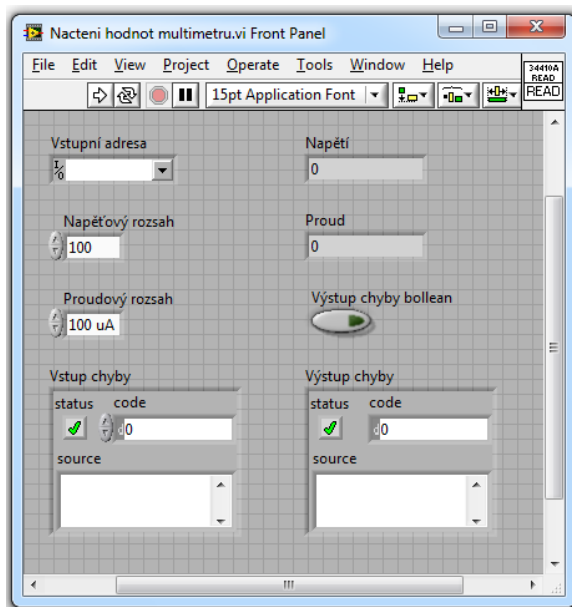 Nacteni hodnot multimetru.vi Front Panel
File Edit View Project Operate Tools Window Help
34410A
READ
READ
15pt Application Font
Vstupní adresa
Napětí
I/0
0
Napěťový rozsah
Proud
100
0
Proudový rozsah
Výstup chyby bollean
100 uA
Vstup chyby
Výstup chyby
status code
status code
d0
d0
source
source